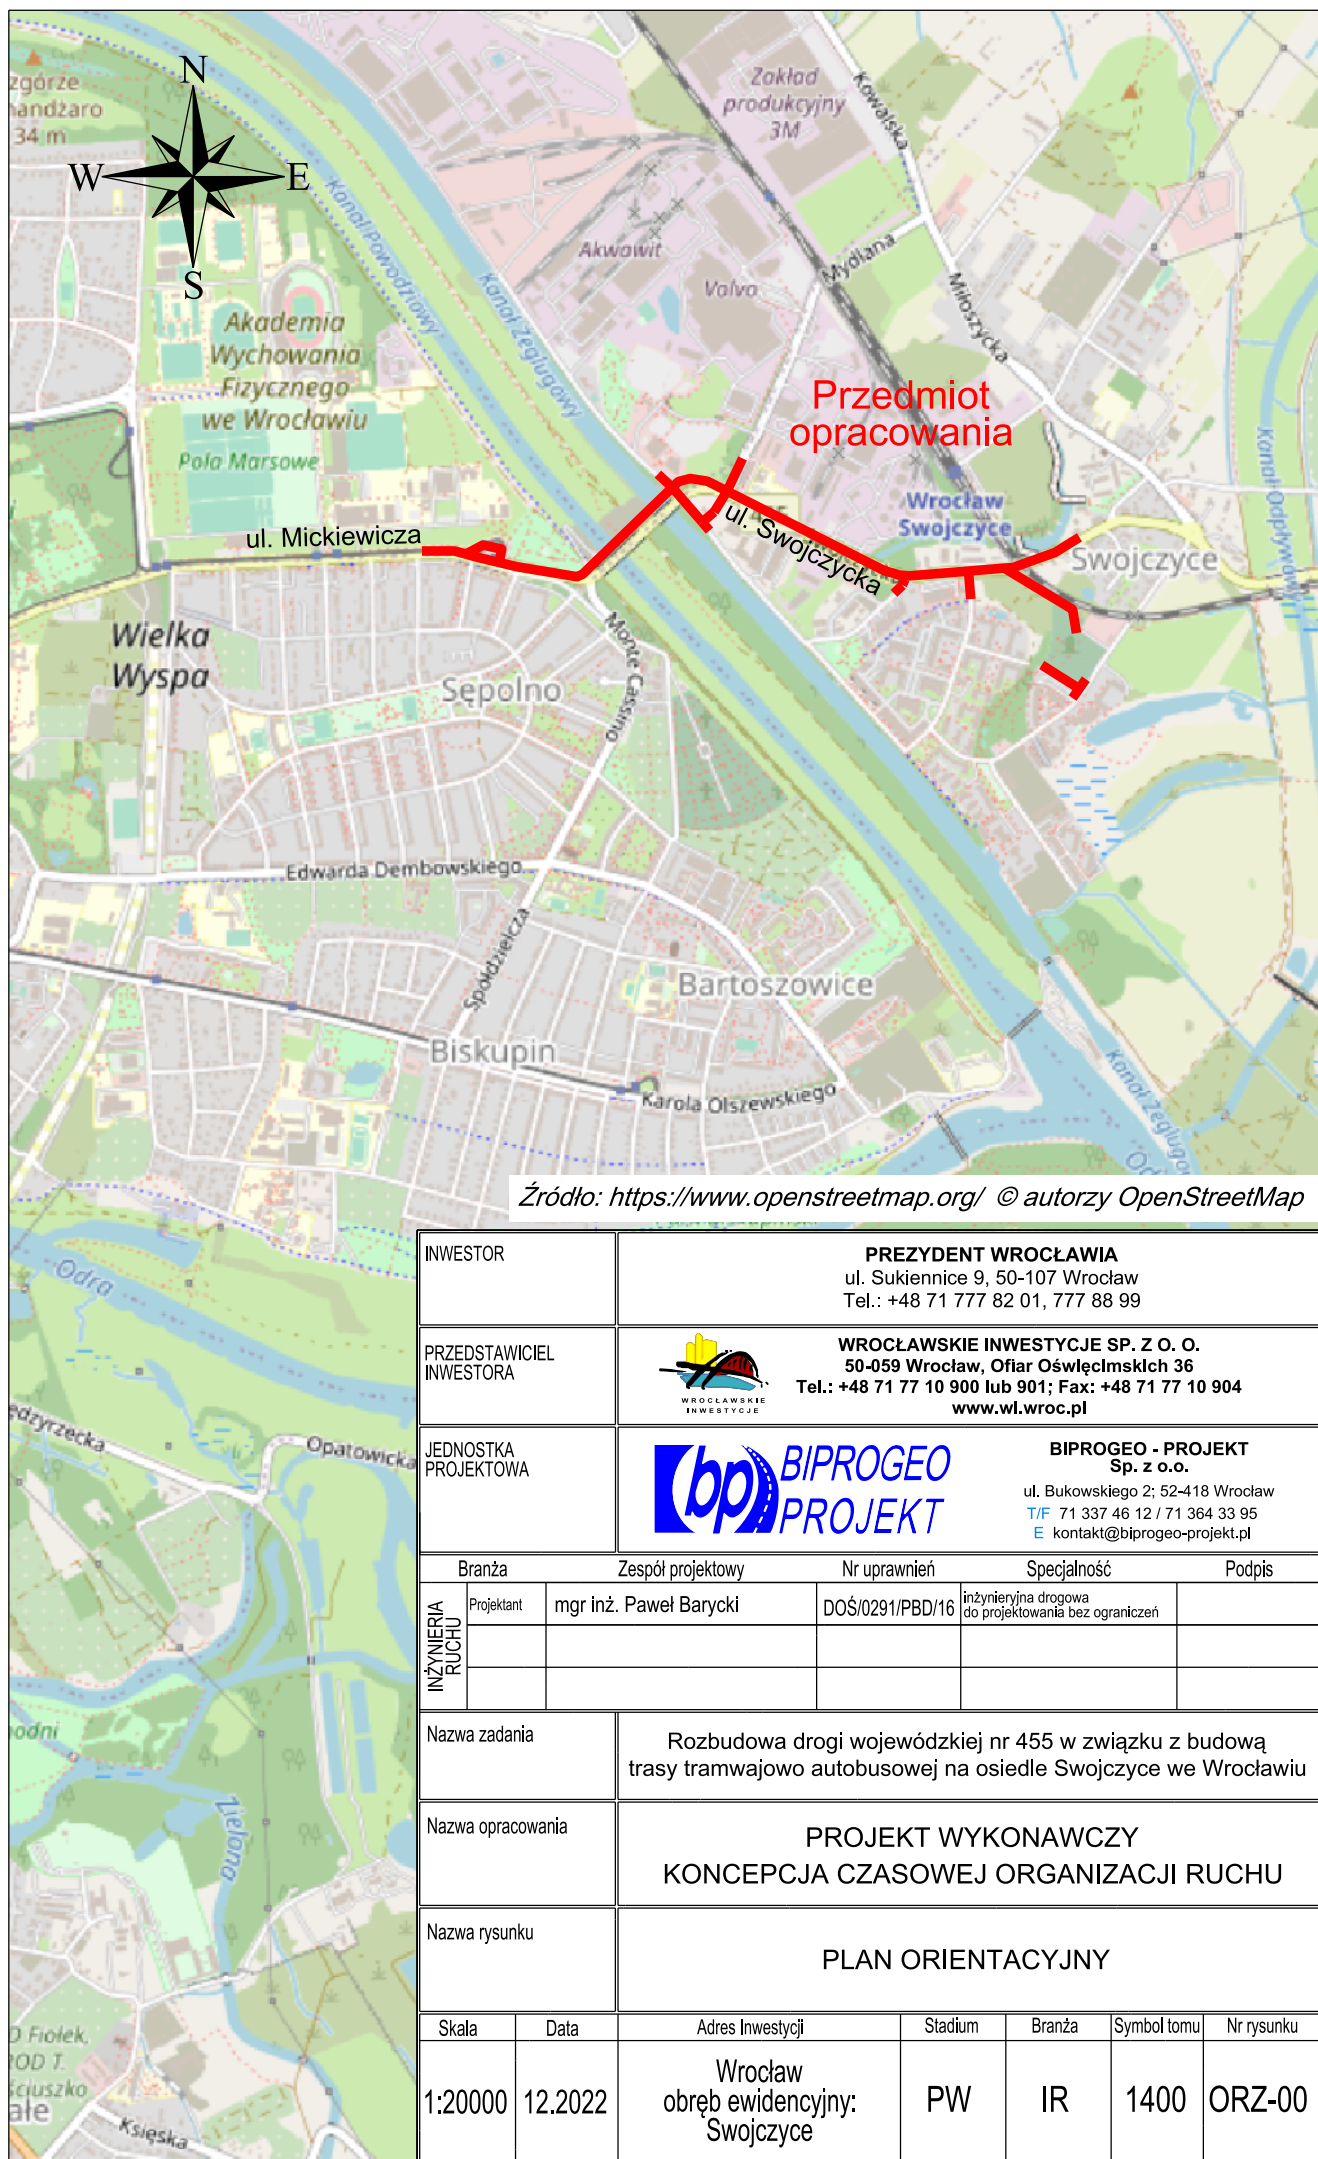 N
W
E
S
zgórze
andżaro
34 m
Zakład
produkcyjny
3M
Kowalska
Kanał Powodziowy
Kanał Żeglugowy
Akwawit
Volvo
Mydlana
Miłoszycka
Akademia
Wychowania
Fizycznego
we Wrocławiu
Pola Marsowe
Przedmiot
opracowania
Kanał Odpływowy
ul. Mickiewicza
ul. Swojczycka
Wrocław
Swojczyce
Swojczyce
Wielka
Wyspa
Sępolno
Monte Cassino
Edwarda Dembowskiego
Spółdzielcza
Bartoszowice
Biskupin
Karola Olszewskiego
Kanał Żeglugo
Od
Źródło: https://www.openstreetmap.org/ © autorzy OpenStreetMap
Odra
edzyrzecka
Opatowicka
odni
Zielona
D Fiołek,
ROD T.
ściuszko
ałe
Księska
INWESTOR
PREZYDENT WROCŁAWIA
ul. Sukiennice 9, 50-107 Wrocław
Tel.: +48 71 777 82 01, 777 88 99
PRZEDSTAWICIEL
INWESTORA
WROCŁAWSKIE
INWESTYCJE
WROCŁAWSKIE INWESTYCJE SP. Z O. O.
50-059 Wrocław, Ofiar Oświęcimskich 36
Tel.: +48 71 77 10 900 lub 901; Fax: +48 71 77 10 904
www.wi.wroc.pl
JEDNOSTKA
PROJEKTOWA
bp
BIPROGEO
PROJEKT
BIPROGEO - PROJEKT
Sp. z o.o.
ul. Bukowskiego 2; 52-418 Wrocław
T/F 71 337 46 12 / 71 364 33 95
E kontakt@biprogeo-projekt.pl
Branża Zespół projektowy Nr uprawnień Specjalność Podpis
INŻYNIERIA
RUCHU
Projektant mgr inż. Paweł Barycki DOŚ/0291/PBD/16 inżynieryjna drogowa
do projektowania bez ograniczeń
Nazwa zadania
Rozbudowa drogi wojewódzkiej nr 455 w związku z budową
trasy tramwajowo autobusowej na osiedle Swojczyce we Wrocławiu
Nazwa opracowania
PROJEKT WYKONAWCZY
KONCEPCJA CZASOWEJ ORGANIZACJI RUCHU
Nazwa rysunku
PLAN ORIENTACYJNY
Skala Data Adres Inwestycji Stadium Branża Symbol tomu Nr rysunku
1:20000 12.2022 Wrocław
obręb ewidencyjny:
Swojczyce
PW IR 1400 ORZ-00